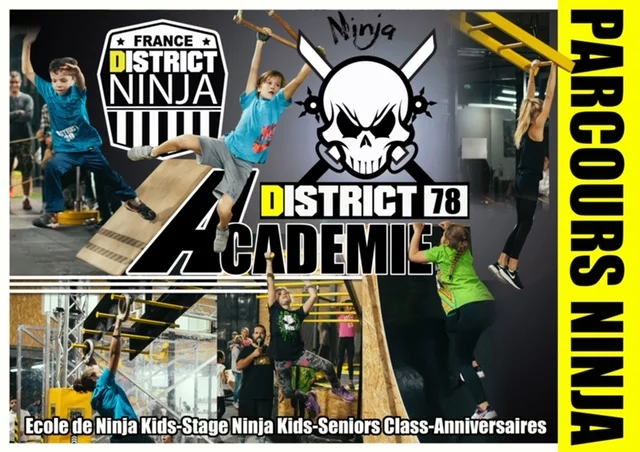 FRANCE
DISTRICT
NINJA
Ninja
DISTRICT 78
ACADEMIE
PARCOURS NINJA
Ecole de Ninja Kids-Stage Ninja Kids-Seniors Class-Anniversaires